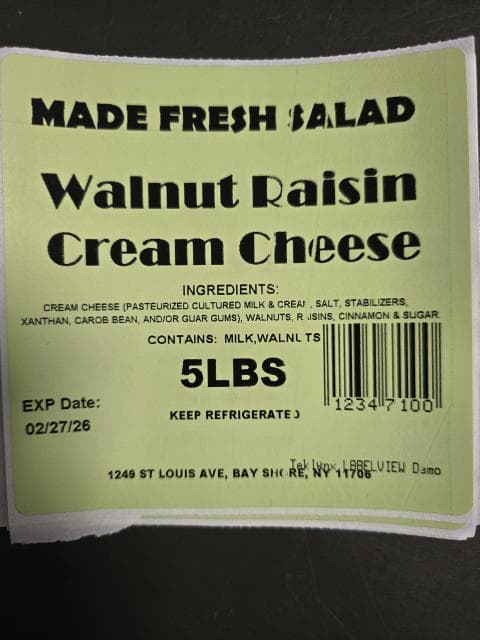 MADE FRESH SALAD
Walnut Raisin
Cream Cheese
INGREDIENTS:
CREAM CHEESE (PASTEURIZED CULTURED MILK & CREAM, SALT, STABILIZERS,
XANTHAN, CAROB BEAN, AND/OR GUAR GUMS), WALNUTS, RAISINS, CINNAMON & SUGAR
CONTAINS: MILK,WALNUTS
5LBS
12347100
EXP Date:
02/27/26
KEEP REFRIGERATED
Teklynx LABELVIEW Demo
1249 ST LOUIS AVE, BAY SHORE, NY 11706